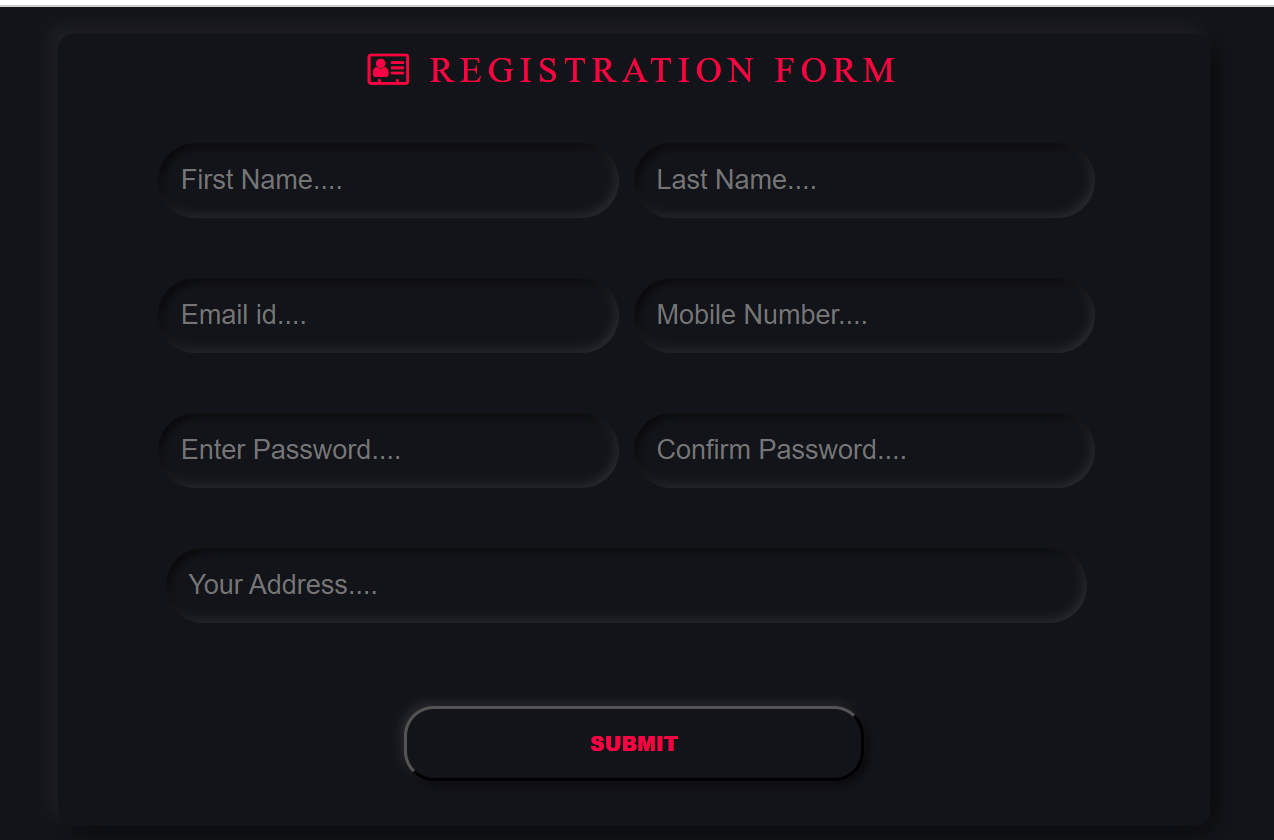 REGISTRATION FORM
First Name.... Last Name....
Email id.... Mobile Number....
Enter Password.... Confirm Password....
Your Address....
SUBMIT